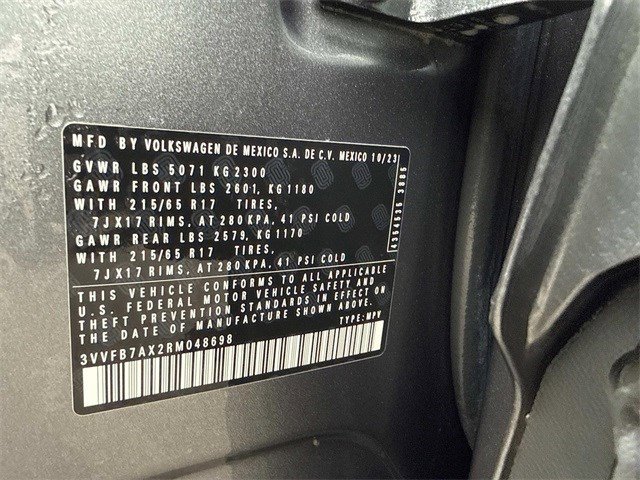 MFD BY VOLKSWAGEN DE MEXICO S.A. DE C.V. MEXICO 10/23
GVWR LBS 5071 KG 2300
GAWR FRONT LBS 2601, KG 1180
WITH 215/65 R17 TIRES,
7JX17 RIMS, AT 280 KPA, 41 PSI COLD
GAWR REAR LBS 2579, KG 1170
WITH 215/65 R17 TIRES,
7JX17 RIMS, AT 280 KPA, 41 PSI COLD
THIS VEHICLE CONFORMS TO ALL APPLICABLE
U.S. FEDERAL MOTOR VEHICLE SAFETY AND
THEFT PREVENTION STANDARDS IN EFFECT ON
THE DATE OF MANUFACTURE SHOWN ABOVE.
3VVFB7AX2RM048698 TYPE: MPV
4354535 3885